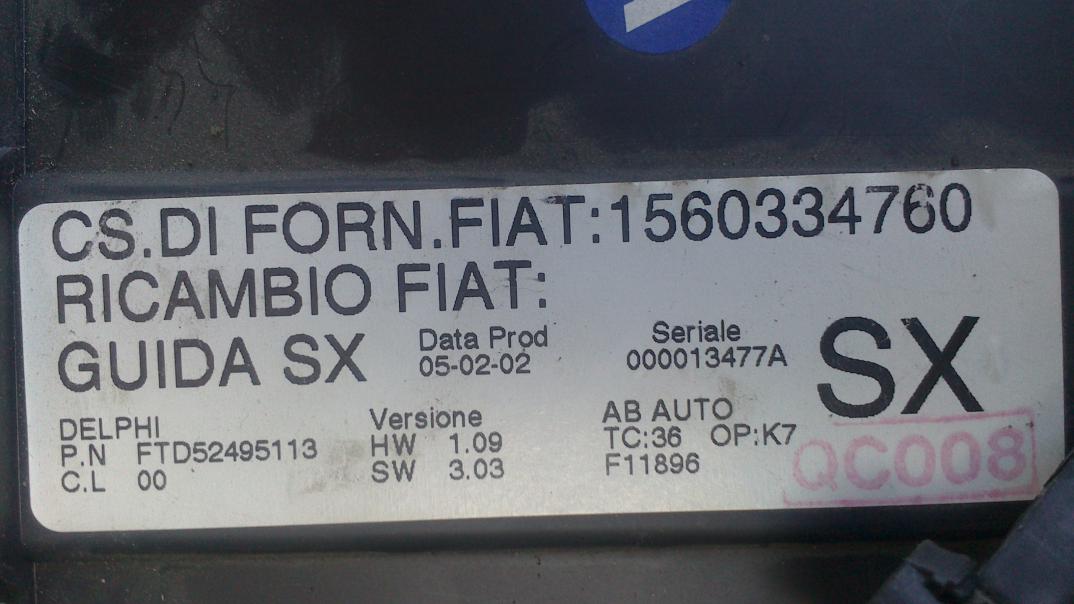 CS.DI FORN.FIAT:1560334760
RICAMBIO FIAT:
GUIDA SX
Data Prod
05-02-02
Seriale
000013477A
SX
DELPHI
P.N FTD52495113
C.L 00
Versione
HW 1.09
SW 3.03
AB AUTO
TC:36 OP:K7
F11896
QC008